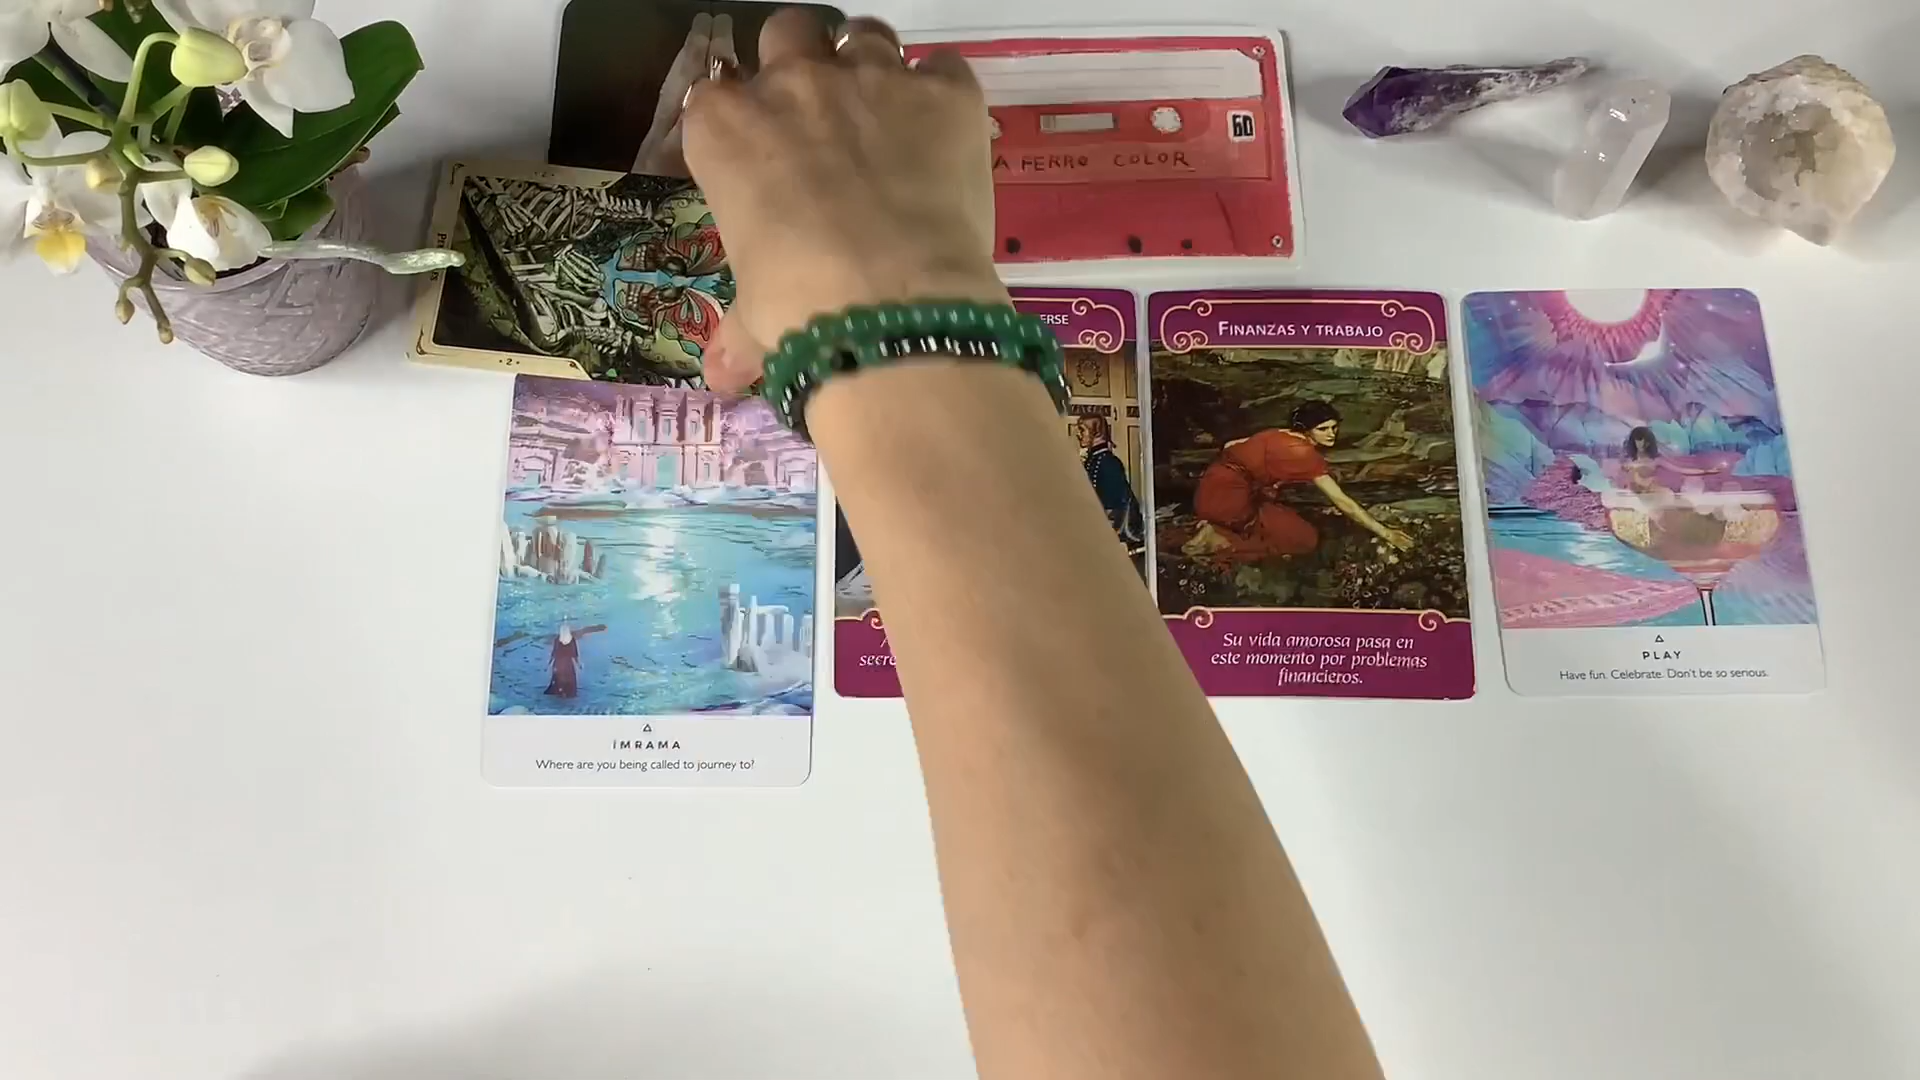 60
A FERRO COLOR
·2·
ERSE
FINANZAS Y TRABAJO
secre
Su vida amorosa pasa en
este momento por problemas
financieros.
PLAY
Have fun. Celebrate. Don't be so serious.
IMRAMA
Where are you being called to journey to?